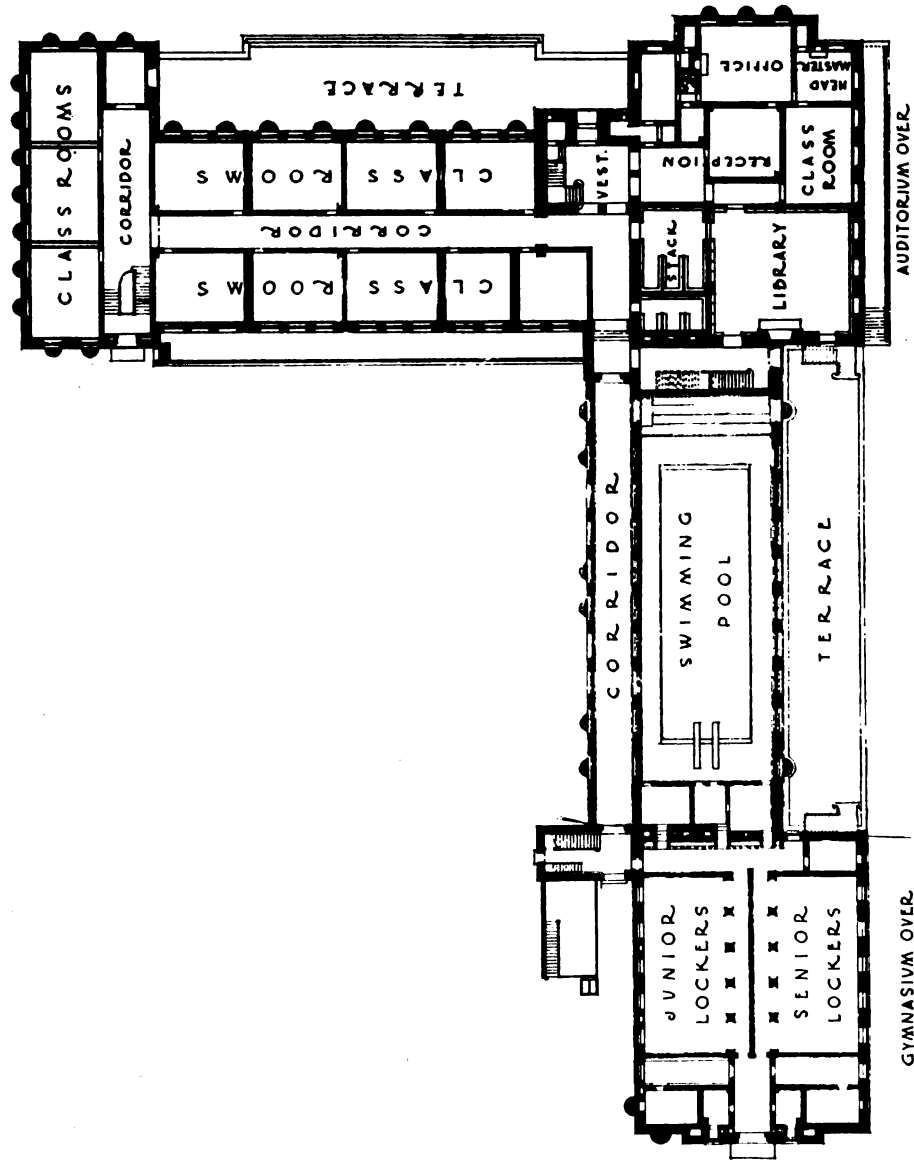 TERRACE
OFFICE
HEAD
MASTER
CLASS ROOMS
CORRIDOR
CLASS ROOMS
VEST.
RECEPTION
CLASS
ROOM
AUDITORIUM OVER
CORRIDOR
STACK
LIBRARY
CLASS ROOMS
CORRIDOR
SWIMMING
POOL
TERRACE
JUNIOR
LOCKERS
SENIOR
LOCKERS
GYMNASIUM OVER